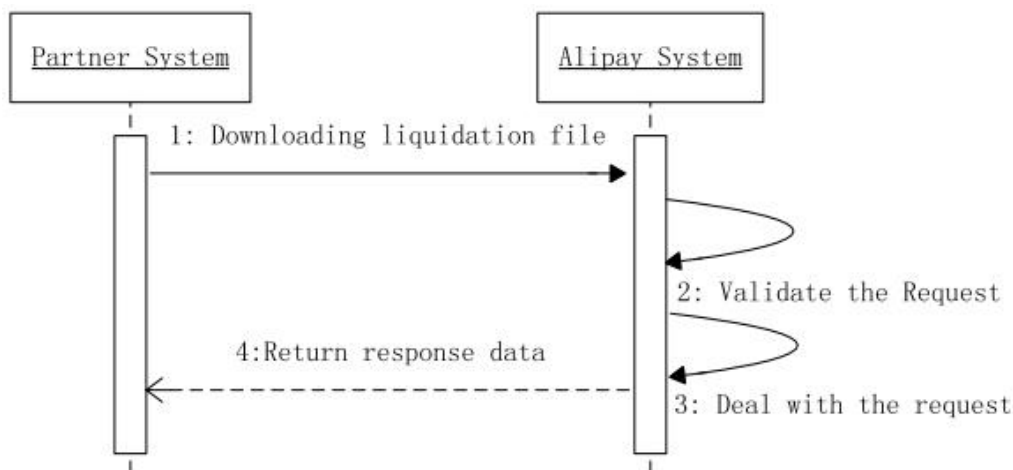 Partner System
Alipay System
1: Downloading liquidation file
2: Validate the Request
4:Return response data
3: Deal with the request